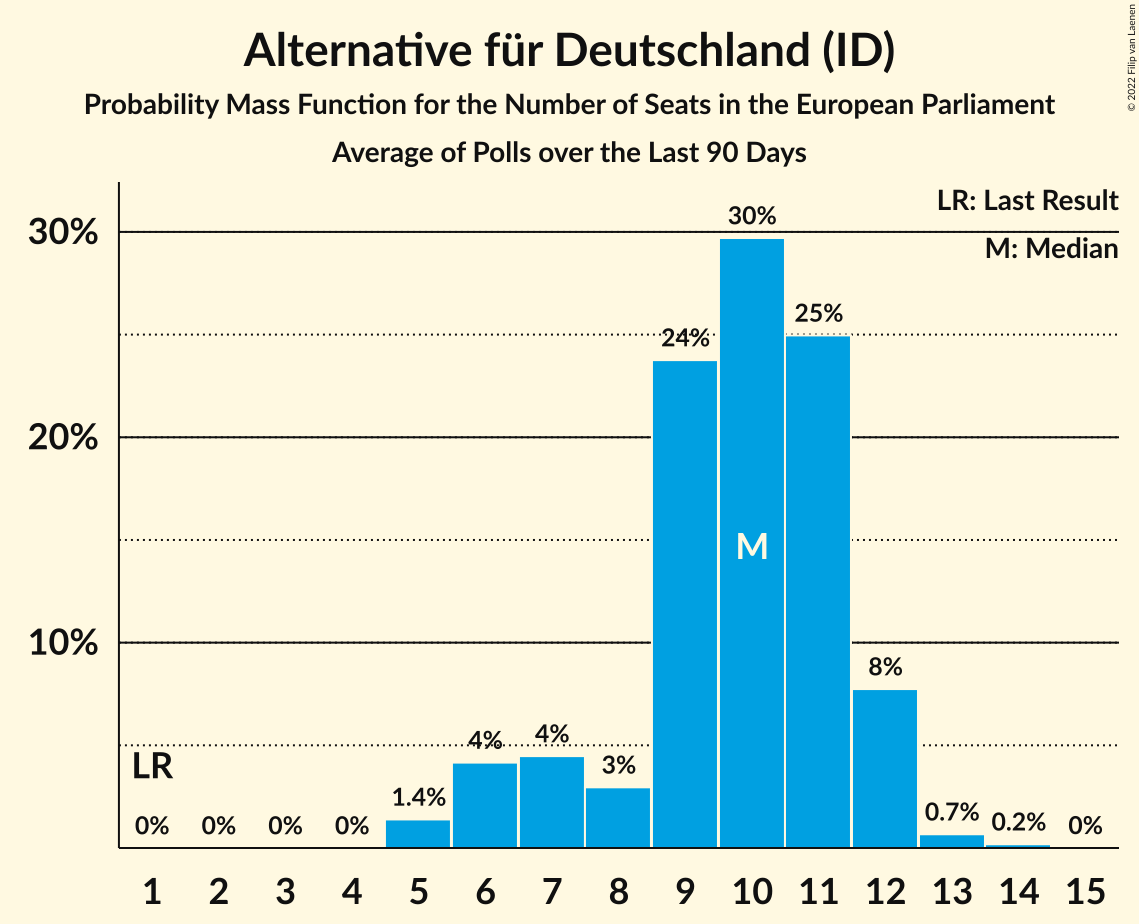 Alternative für Deutschland (ID)
Probability Mass Function for the Number of Seats in the European Parliament
Average of Polls over the Last 90 Days
© 2022 Filip van Laenen
LR: Last Result
M: Median
30%
20%
10%
LR
0% 0% 0% 0% 1.4% 4% 4% 3% 24% 30% 25% 8% 0.7% 0.2% 0%
M
1 2 3 4 5 6 7 8 9 10 11 12 13 14 15